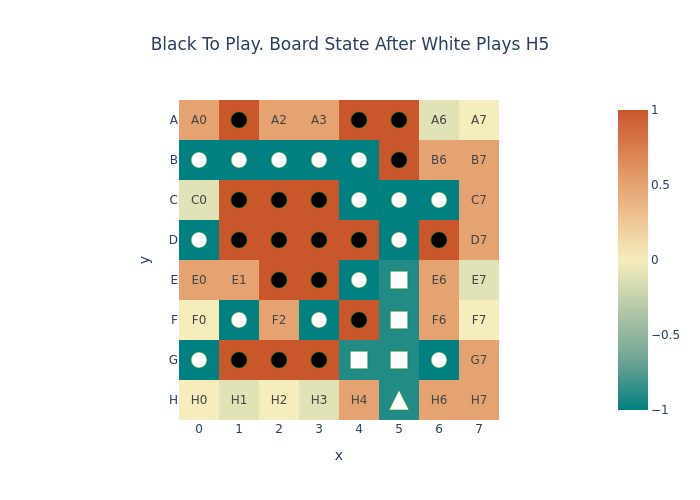 Black To Play. Board State After White Plays H5
A A0 A2 A3 A6 A7
B B6 B7
C C0 C7
D D7
E E0 E1 E6 E7
F F0 F2 F6 F7
G G7
H H0 H1 H2 H3 H4 H6 H7
0 1 2 3 4 5 6 7
x
y
1
0.5
0
−0.5
−1